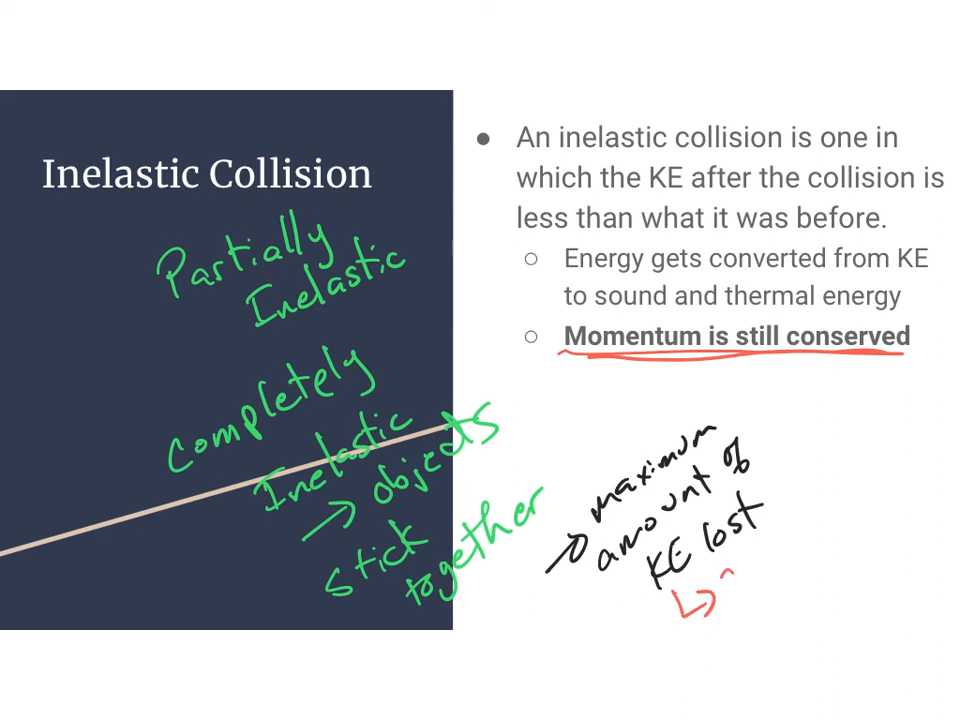 Inelastic Collision
Partially
Inelastic
Completely
Inelastic
→ objects
stick
together
● An inelastic collision is one in
which the KE after the collision is
less than what it was before.
○ Energy gets converted from KE
to sound and thermal energy
○ Momentum is still conserved
→ maximum
amount of
KE lost
↳